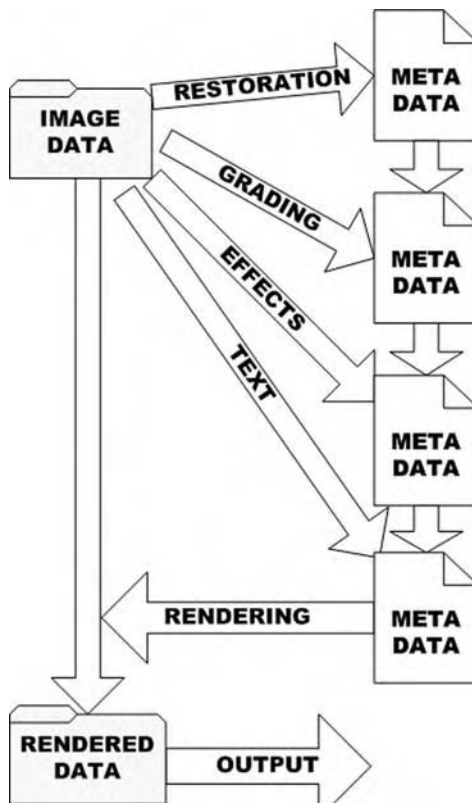 RESTORATION
META
DATA
IMAGE
DATA
GRADING
META
DATA
EFFECTS
TEXT
META
DATA
RENDERING
META
DATA
RENDERED
DATA
OUTPUT